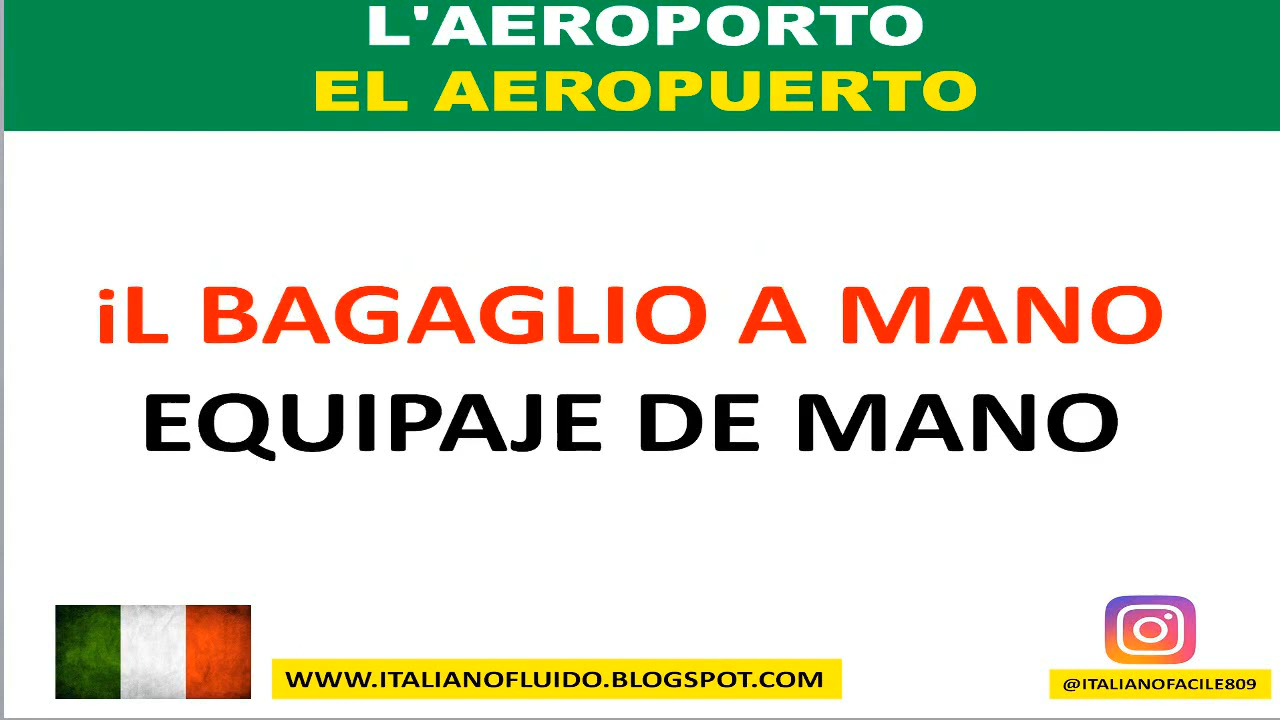 L'AEROPORTO
EL AEROPUERTO
iL BAGAGLIO A MANO
EQUIPAJE DE MANO
WWW.ITALIANOFLUIDO.BLOGSPOT.COM
@ITALIANOFACILE809